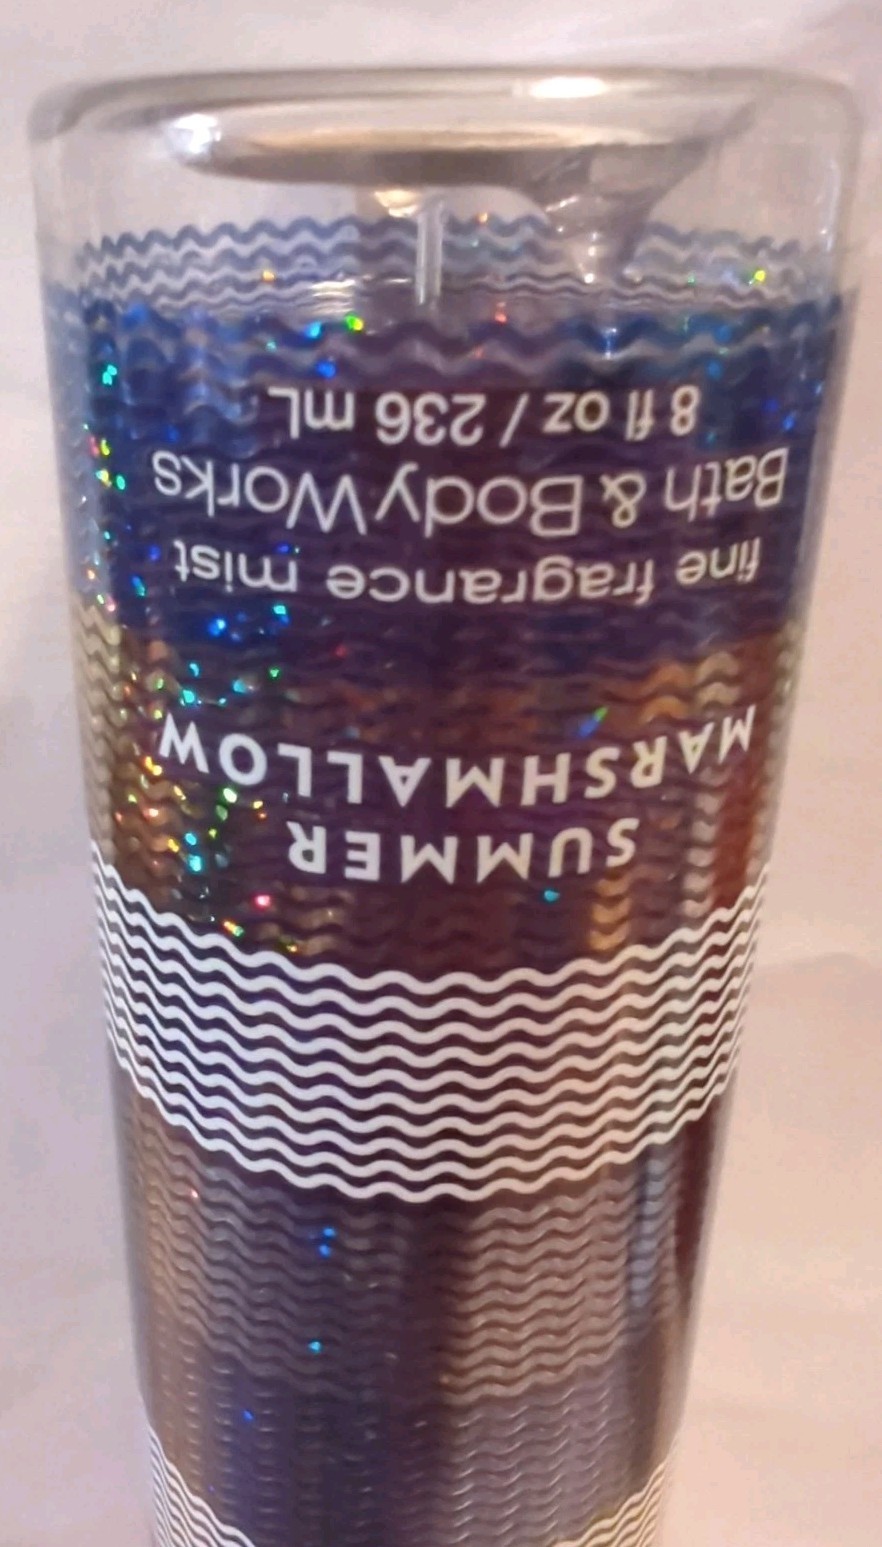 SUMMER
MARSHMALLOW
fine fragrance mist
Bath & Body Works
8 fl oz / 236 mL